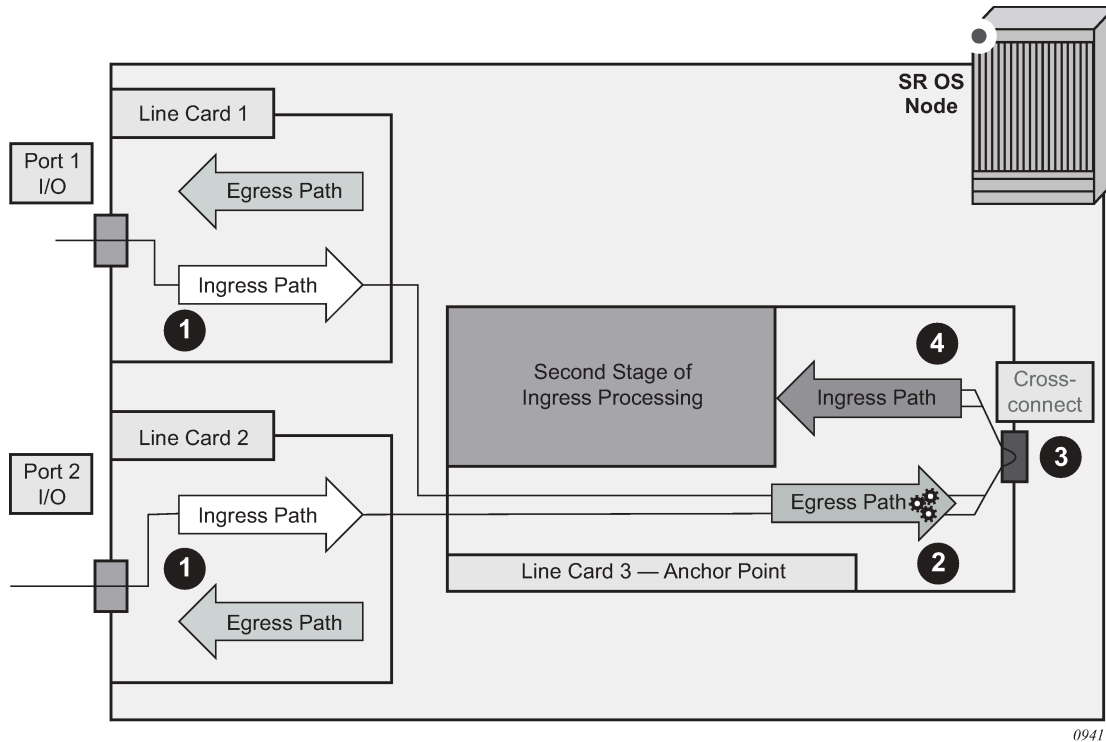 SR OS
Node
Line Card 1
Port 1
I/O
Egress Path
Ingress Path
1
4
Second Stage of
Ingress Processing
Ingress Path
Cross-
connect
Line Card 2
3
Port 2
I/O
Ingress Path
Egress Path
1
2
Line Card 3 — Anchor Point
Egress Path
0941